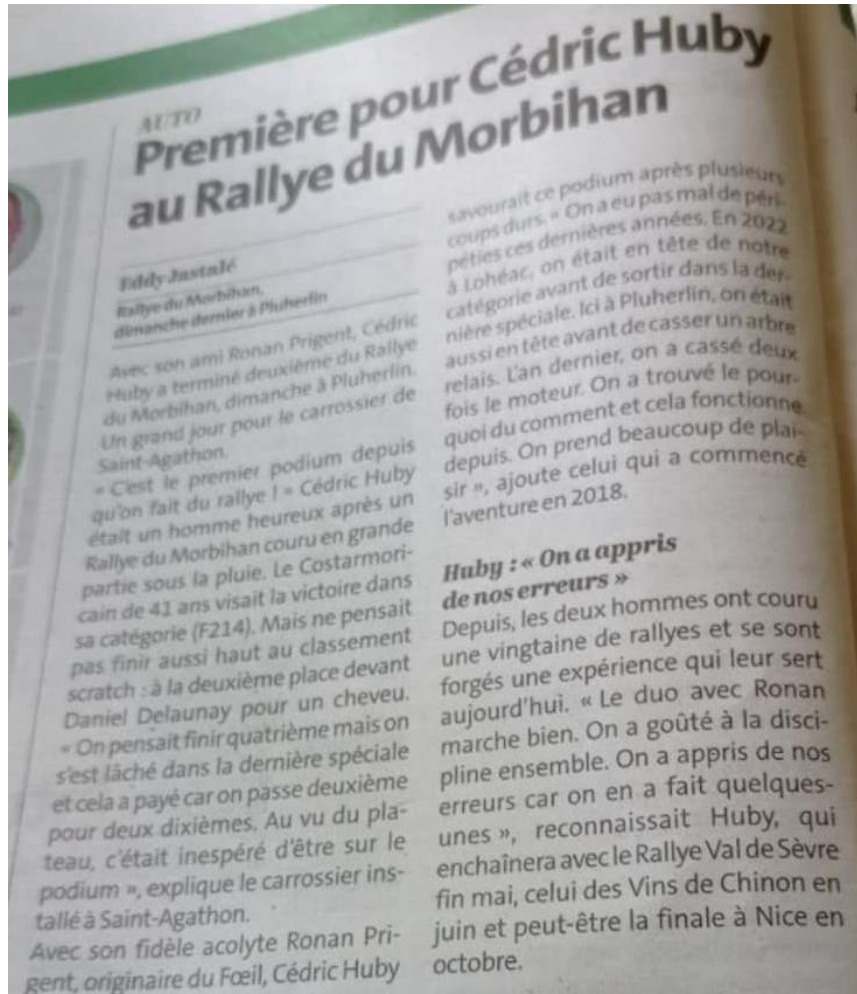 AUTO
Première pour Cédric Huby
au Rallye du Morbihan
Eddy Jastalé
Rallye du Morbihan,
dimanche dernier à Pluherlin
Avec son ami Ronan Prigent, Cédric
Huby a terminé deuxième du Rallye
du Morbihan, dimanche à Pluherlin.
Un grand jour pour le carrossier de
Saint-Agathon.
« C'est le premier podium depuis
qu'on fait du rallye ! » Cédric Huby
était un homme heureux après un
Rallye du Morbihan couru en grande
partie sous la pluie. Le Costarmori-
cain de 41 ans visait la victoire dans
sa catégorie (F214). Mais ne pensait
pas finir aussi haut au classement
scratch : à la deuxième place devant
Daniel Delaunay pour un cheveu.
« On pensait finir quatrième mais on
s'est lâché dans la dernière spéciale
et cela a payé car on passe deuxième
pour deux dixièmes. Au vu du pla-
teau, c'était inespéré d'être sur le
podium », explique le carrossier ins-
tallé à Saint-Agathon.
Avec son fidèle acolyte Ronan Pri-
gent, originaire du Fœil, Cédric Huby
savourait ce podium après plusieurs
coups durs. « On a eu pas mal de péri-
péties ces dernières années. En 2022
à Lohéac, on était en tête de notre
catégorie avant de sortir dans la der-
nière spéciale. Ici à Pluherlin, on était
aussi en tête avant de casser un arbre
relais. L'an dernier, on a cassé deux
fois le moteur. On a trouvé le pour-
quoi du comment et cela fonctionne
depuis. On prend beaucoup de plai-
sir », ajoute celui qui a commencé
l'aventure en 2018.
Huby : « On a appris
de nos erreurs »
Depuis, les deux hommes ont couru
une vingtaine de rallyes et se sont
forgés une expérience qui leur sert
aujourd'hui. « Le duo avec Ronan
marche bien. On a goûté à la disci-
pline ensemble. On a appris de nos
erreurs car on en a fait quelques-
unes », reconnaissait Huby, qui
enchaînera avec le Rallye Val de Sèvre
fin mai, celui des Vins de Chinon en
juin et peut-être la finale à Nice en
octobre.